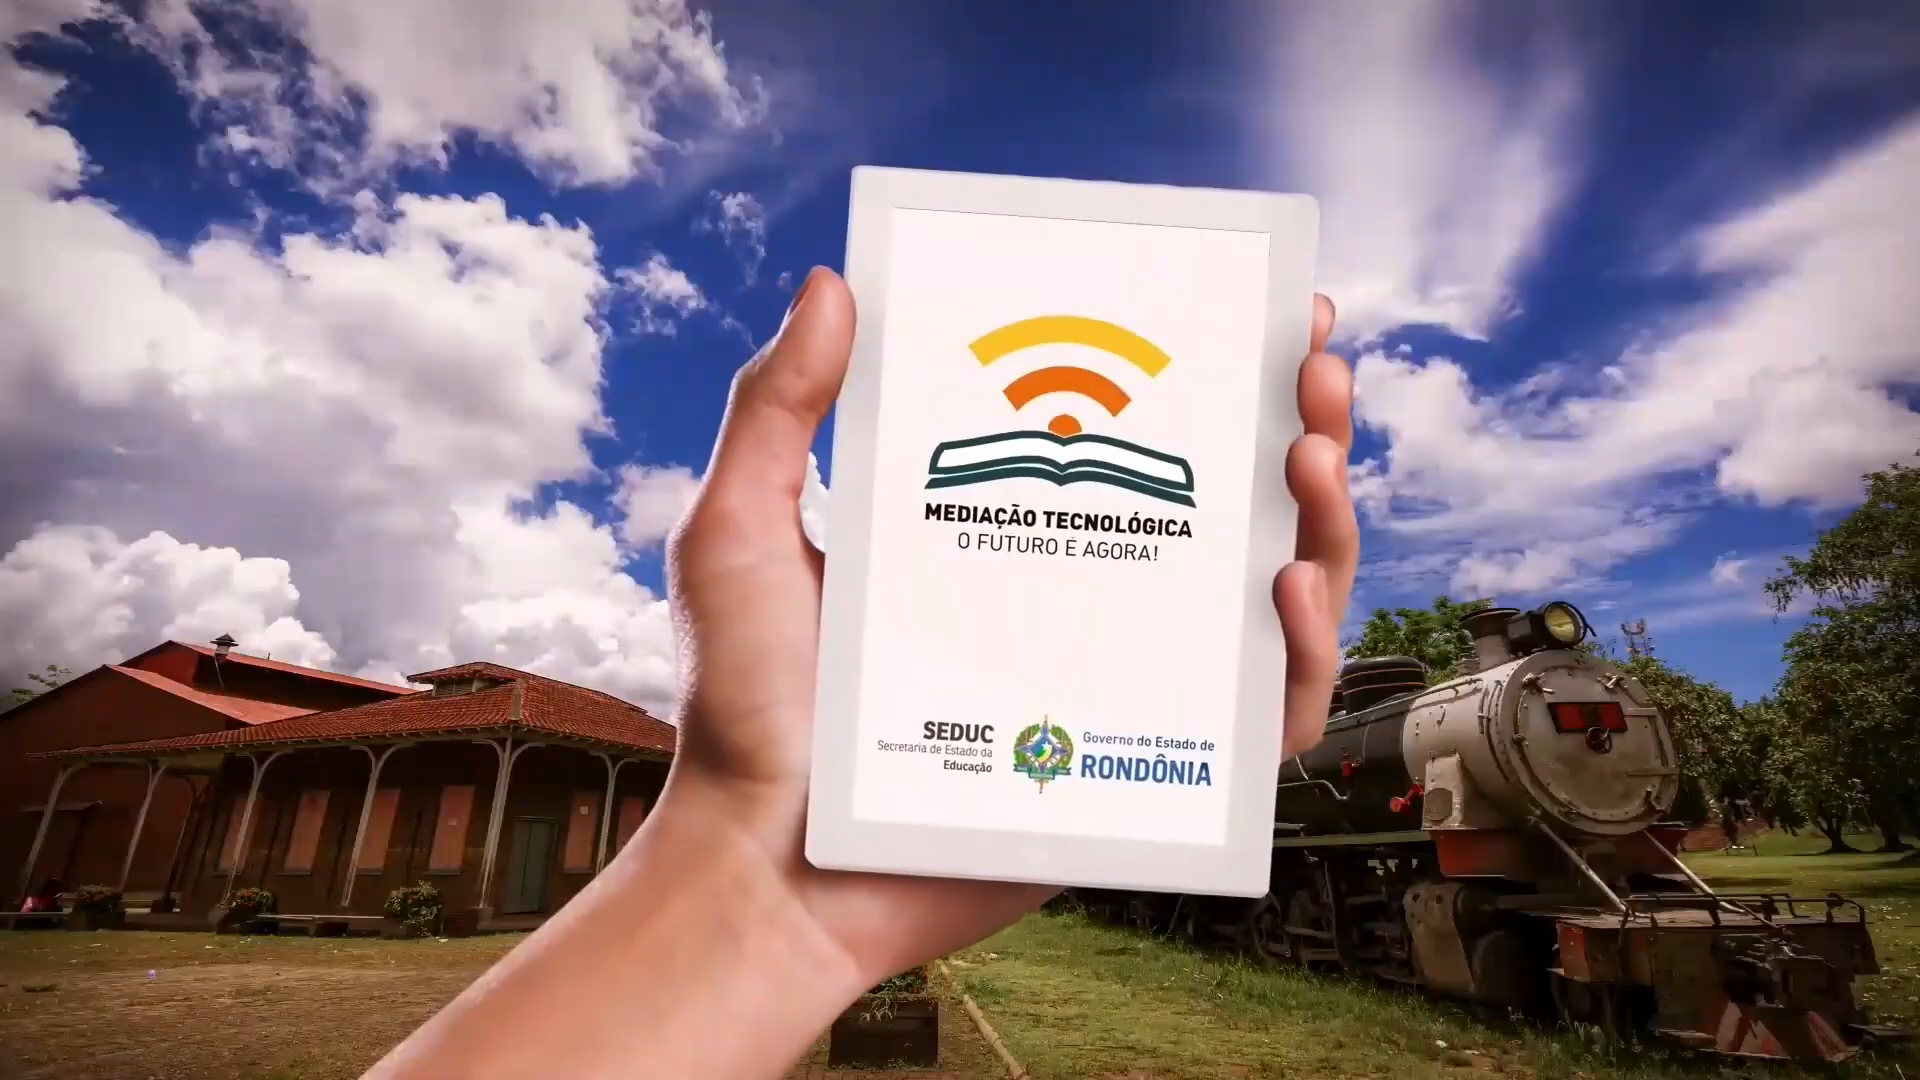 MEDIAÇÃO TECNOLÓGICA
O FUTURO É AGORA!
SEDUC
Secretaria de Estado da
Educação
Governo do Estado de
RONDÔNIA